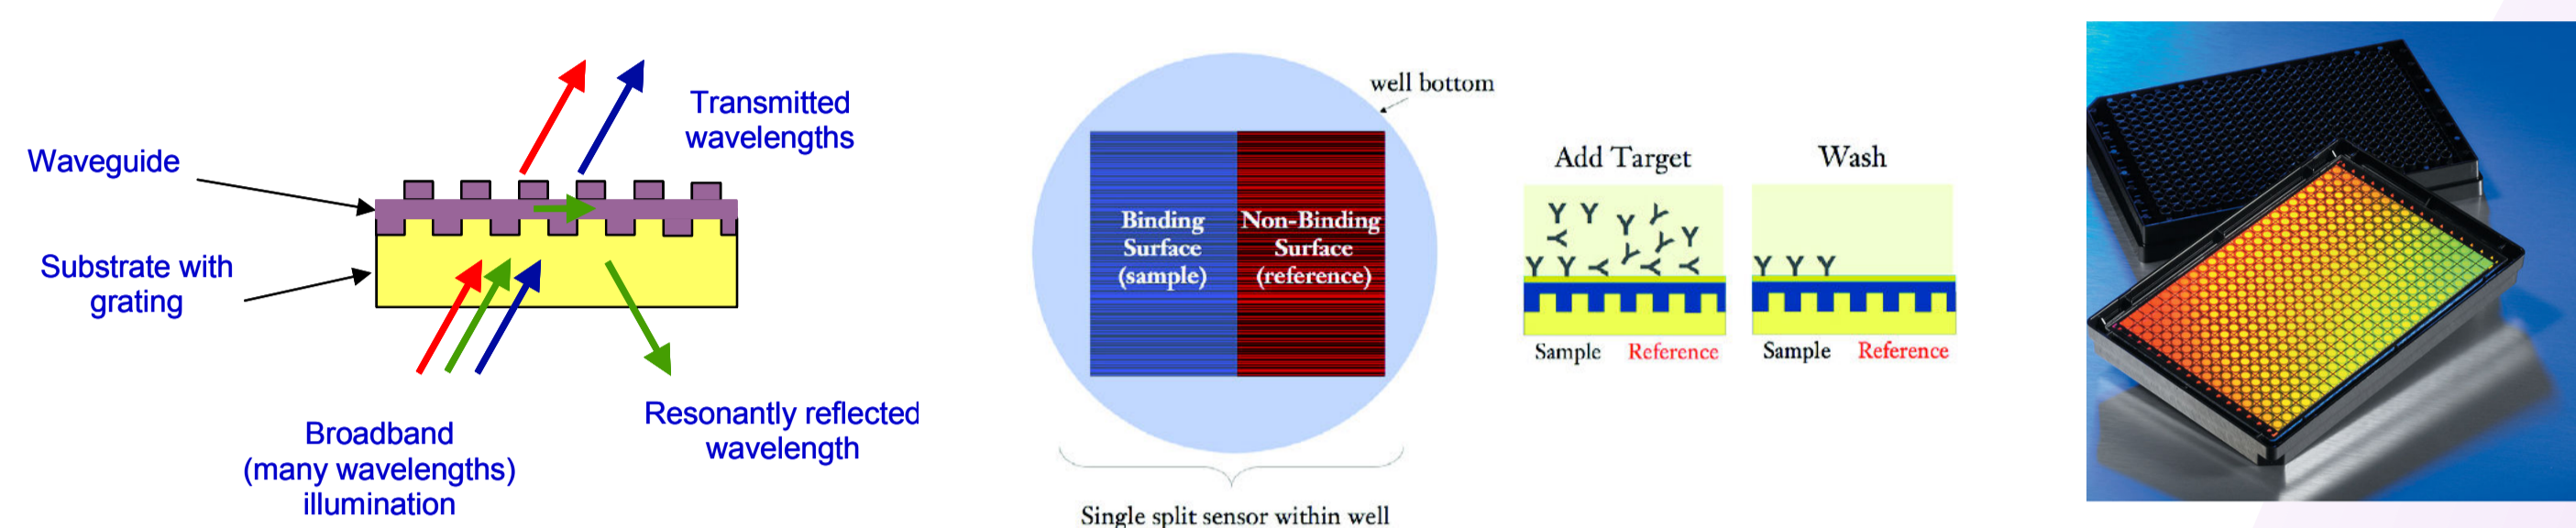 Waveguide
Substrate with
grating
Transmitted
wavelengths
Broadband
(many wavelengths)
illumination
Resonantly reflected
wavelength
well bottom
Binding
Surface
(sample)
Non-Binding
Surface
(reference)
Single split sensor within well
Add Target
Sample Reference
Wash
Sample Reference